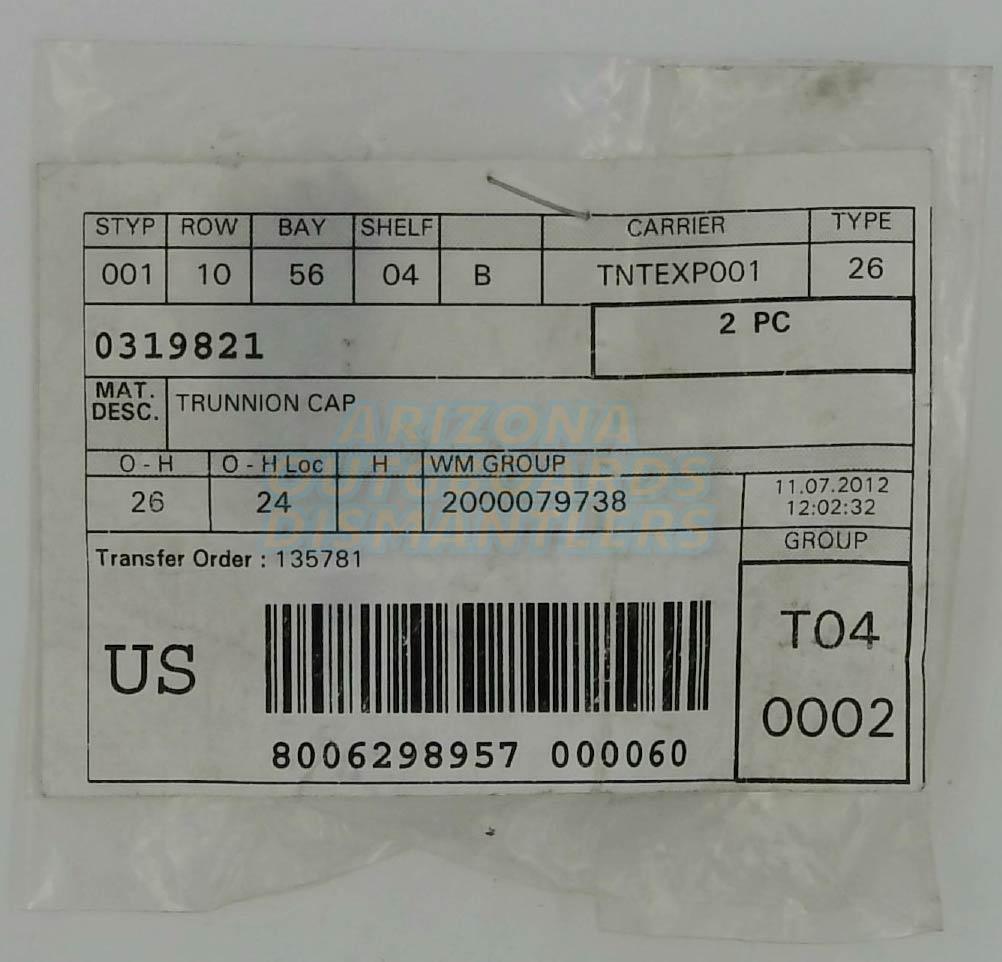 STYP ROW BAY SHELF CARRIER TYPE
001 10 56 04 B TNTEXP001 26
2 PC
0319821
MAT. DESC. TRUNNION CAP
ARIZONA
O - H O - H Loc H WM GROUP
OUTBOARDS
26 24 2000079738 11.07.2012
12:02:32
DISMANTLERS
GROUP
Transfer Order : 135781
T04
US
0002
8006298957 000060